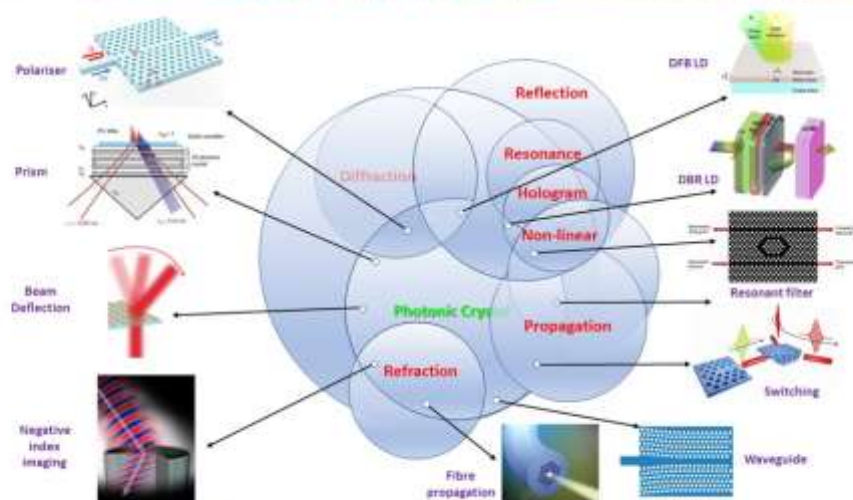 Polariser
DFB LD
Reflection
Prism
Diffraction
Resonance
DBR LD
Hologram
Non-linear
Beam
Deflection
Resonant filter
Photonic Crystal
Propagation
Refraction
Switching
Negative
index
imaging
Fibre
propagation
Waveguide